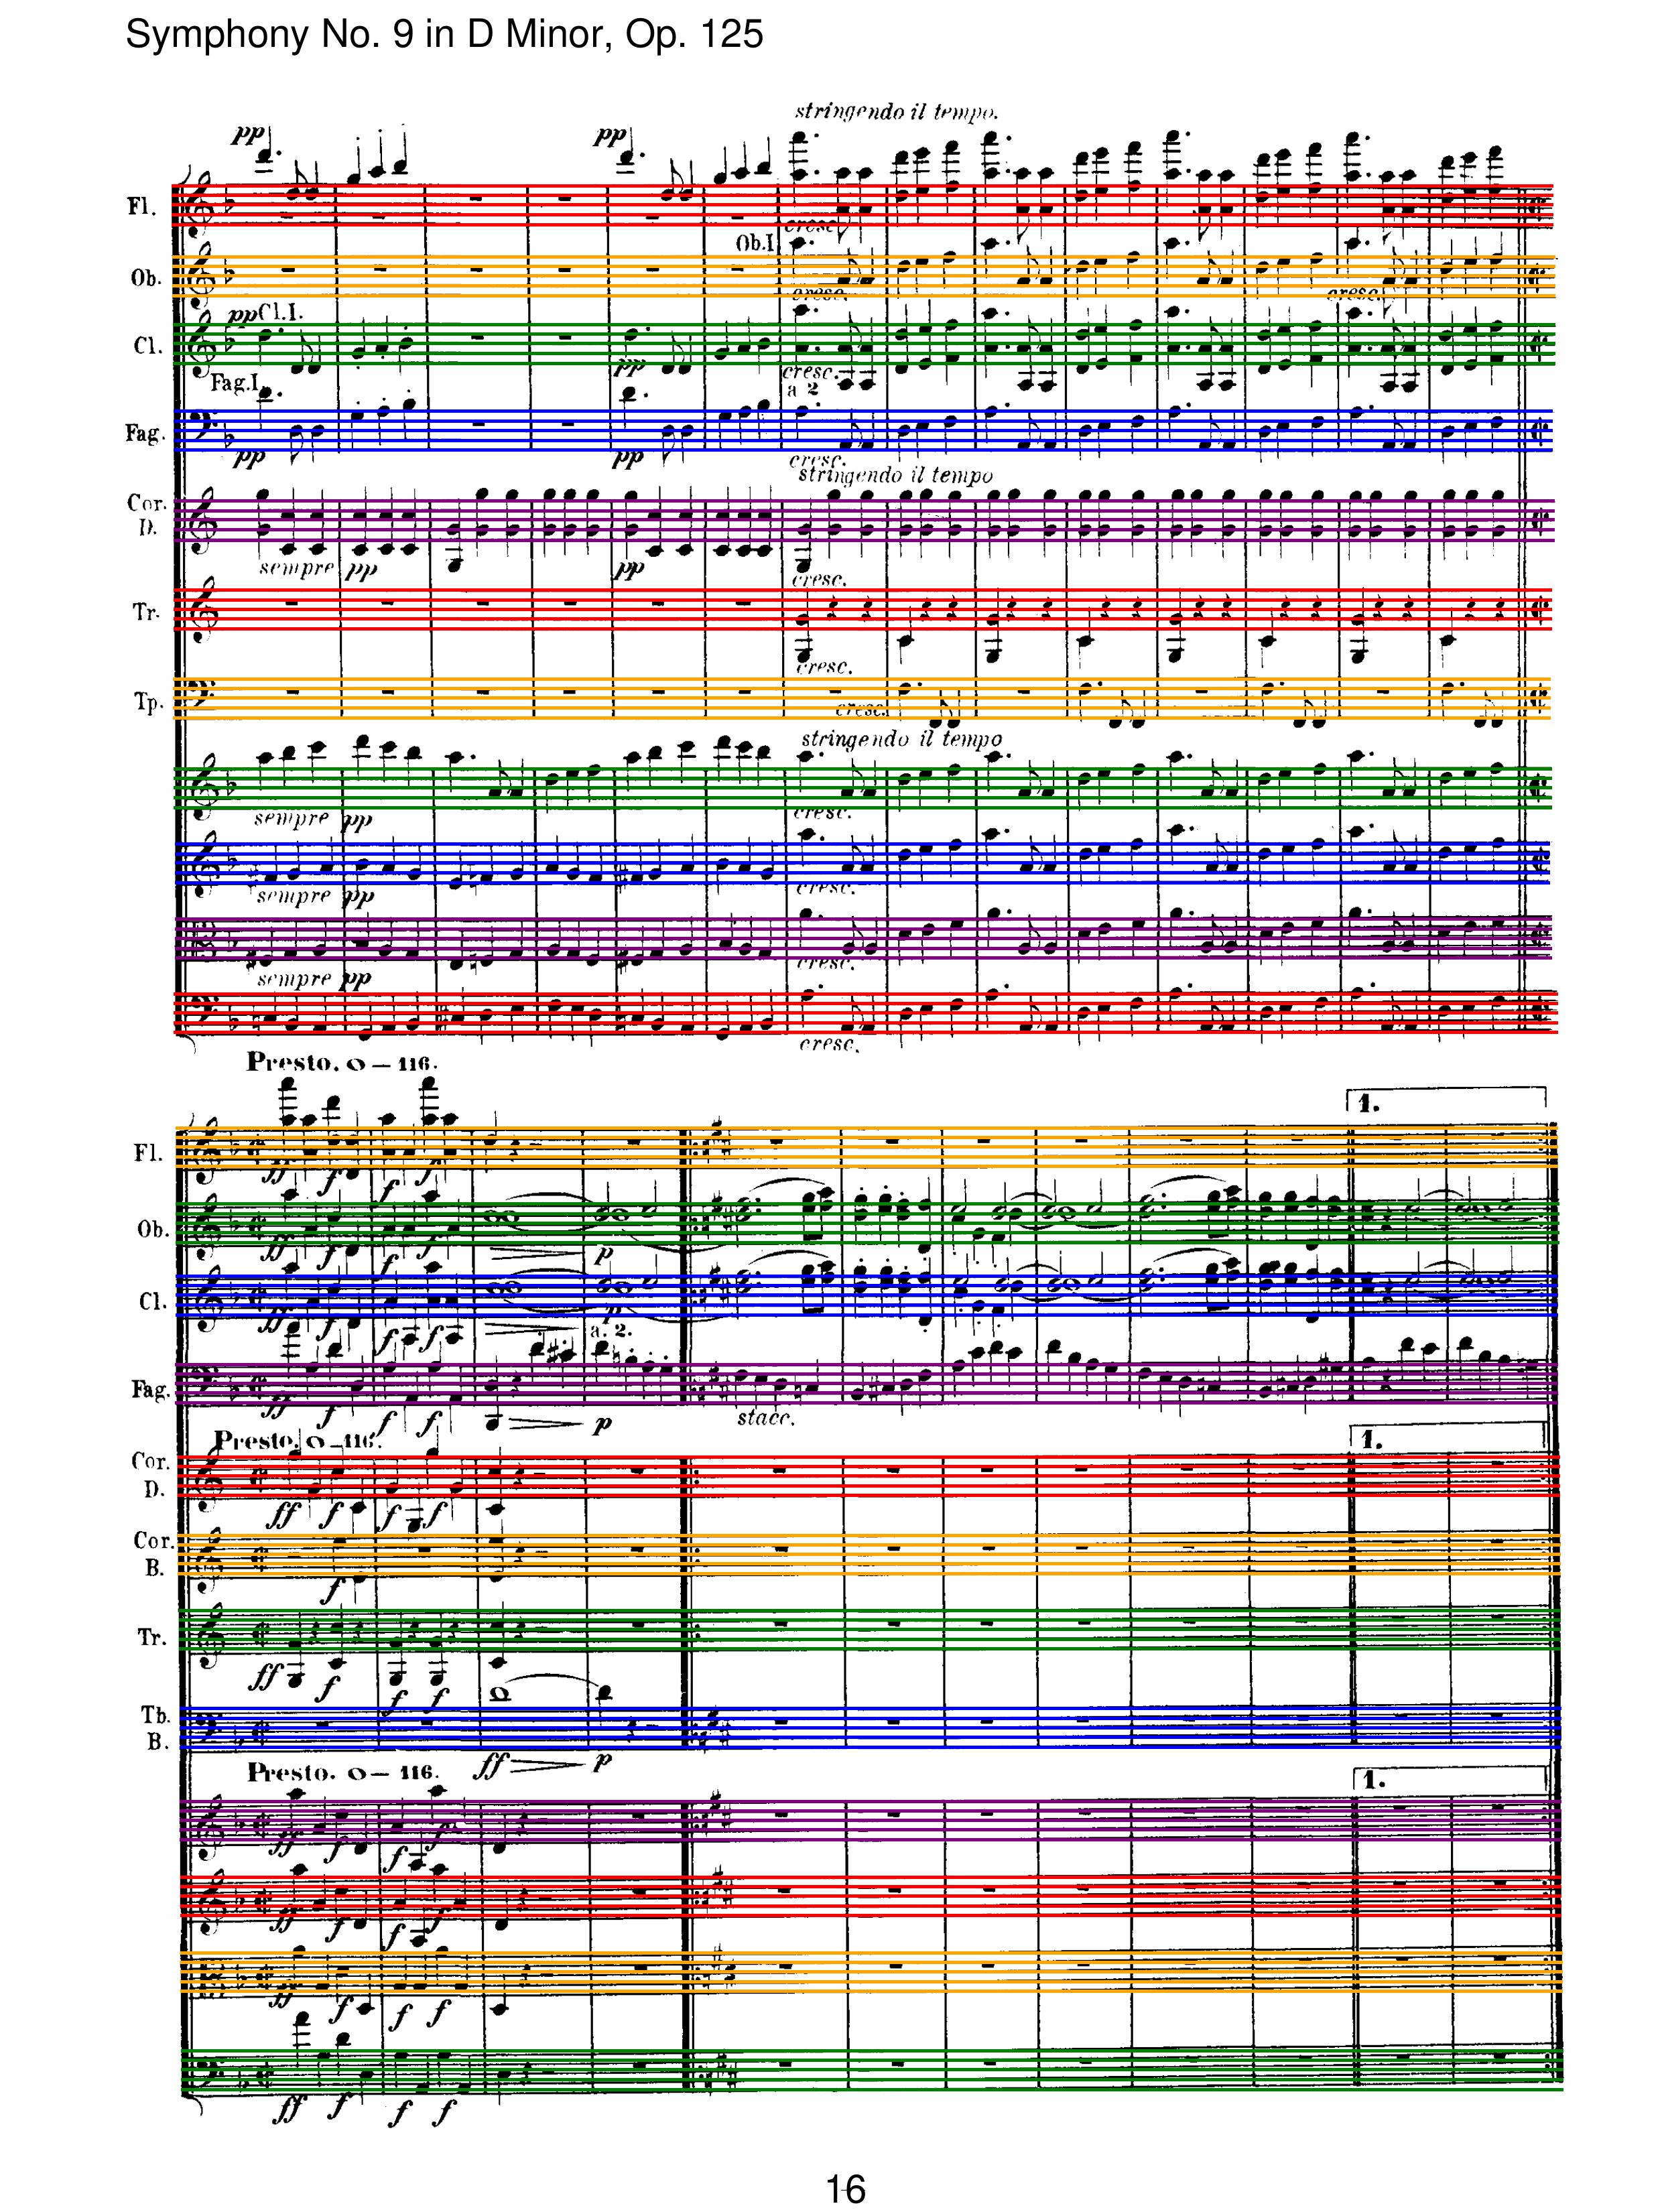 Symphony No. 9 in D Minor, Op. 125
stringendo il tempo.
pp pp
Fl.
cresc.
Ob.I.
Ob.
cresc. cresc.
ppCl.I.
Cl.
pp cresc.
Fag.I. a 2
Fag.
pp pp cresc.
stringendo il tempo
Cor.
D.
sempre pp pp cresc.
Tr.
cresc.
Tp.
cresc.
stringendo il tempo
sempre pp cresc.
sempre pp cresc.
sempre pp cresc.
cresc.
Presto. 𝅝 – 116.
1.
Fl.
ff f f f
Ob.
ff f f f p
Cl.
ff f f f p
a. 2.
Fag.
ff f f f p stacc.
Presto. 𝅝 – 116.
1.
Cor.
D.
ff f f f
Cor.
B.
f
Tr.
ff f f f
Tb.
B.
ff p
Presto. 𝅝 – 116.
1.
ff f f f
ff f f f
ff f f f
ff f f f
16